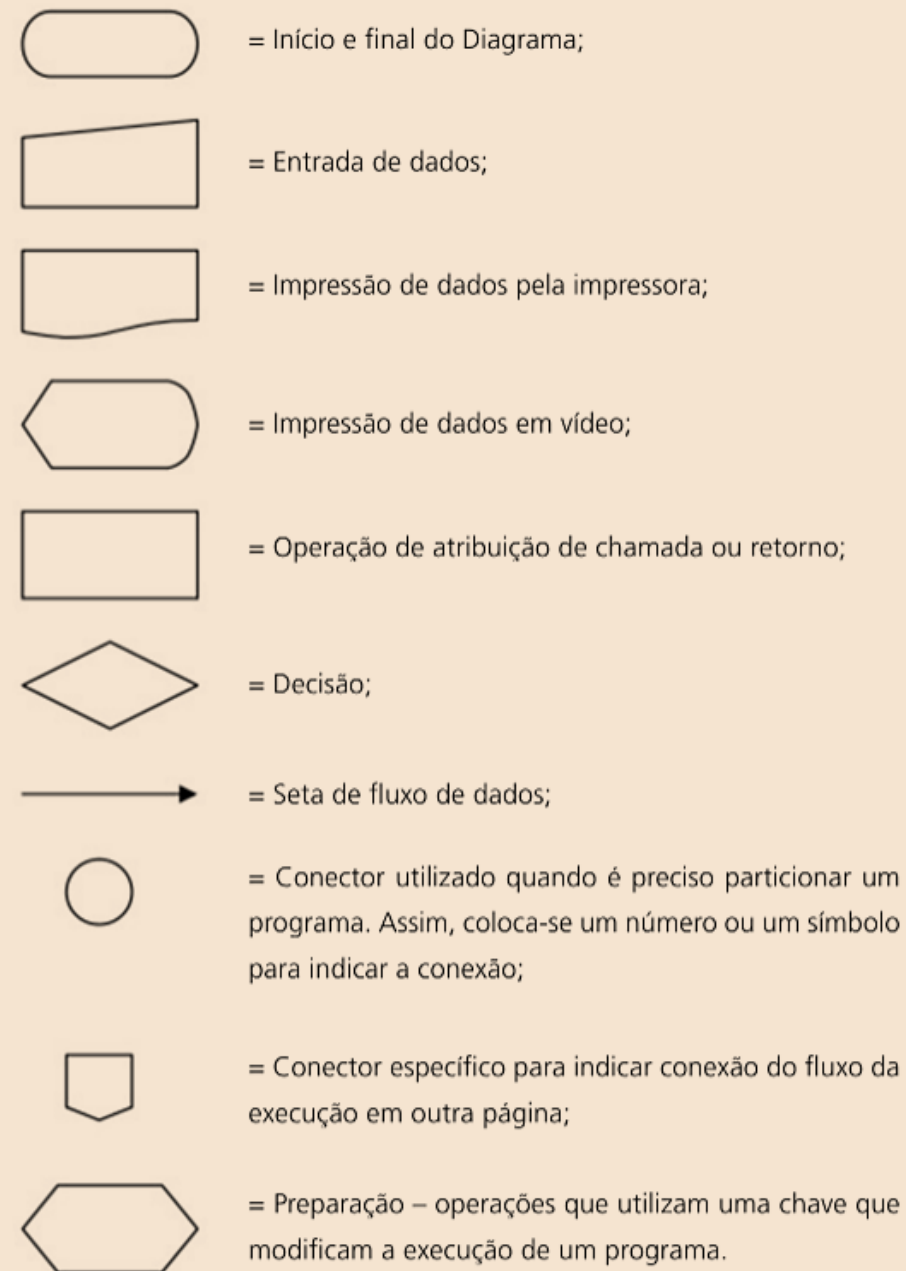 = Início e final do Diagrama;
= Entrada de dados;
= Impressão de dados pela impressora;
= Impressão de dados em vídeo;
= Operação de atribuição de chamada ou retorno;
= Decisão;
= Seta de fluxo de dados;
= Conector utilizado quando é preciso particionar um
programa. Assim, coloca-se um número ou um símbolo
para indicar a conexão;
= Conector específico para indicar conexão do fluxo da
execução em outra página;
= Preparação – operações que utilizam uma chave que
modificam a execução de um programa.